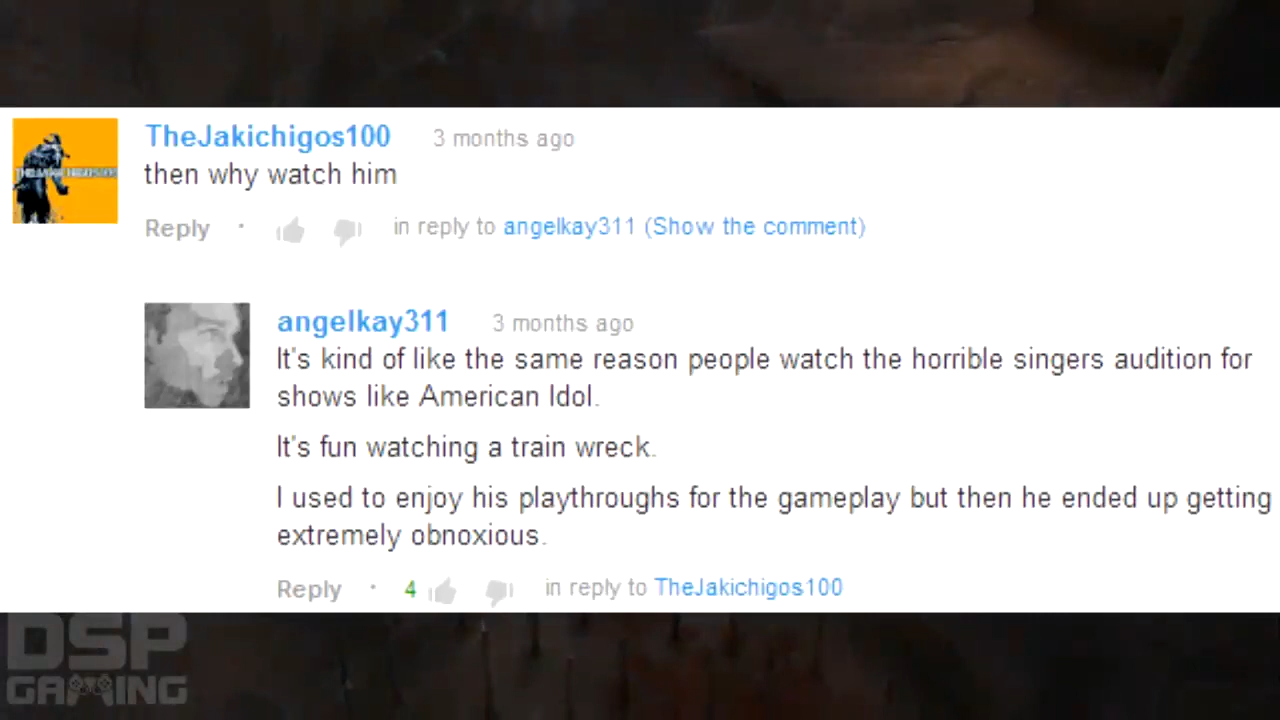 TheJakichigos100 3 months ago
then why watch him
Reply · in reply to angelkay311 (Show the comment)
angelkay311 3 months ago
It's kind of like the same reason people watch the horrible singers audition for
shows like American Idol.
It's fun watching a train wreck.
I used to enjoy his playthroughs for the gameplay but then he ended up getting
extremely obnoxious.
Reply · 4 in reply to TheJakichigos100
DSP
GAMING